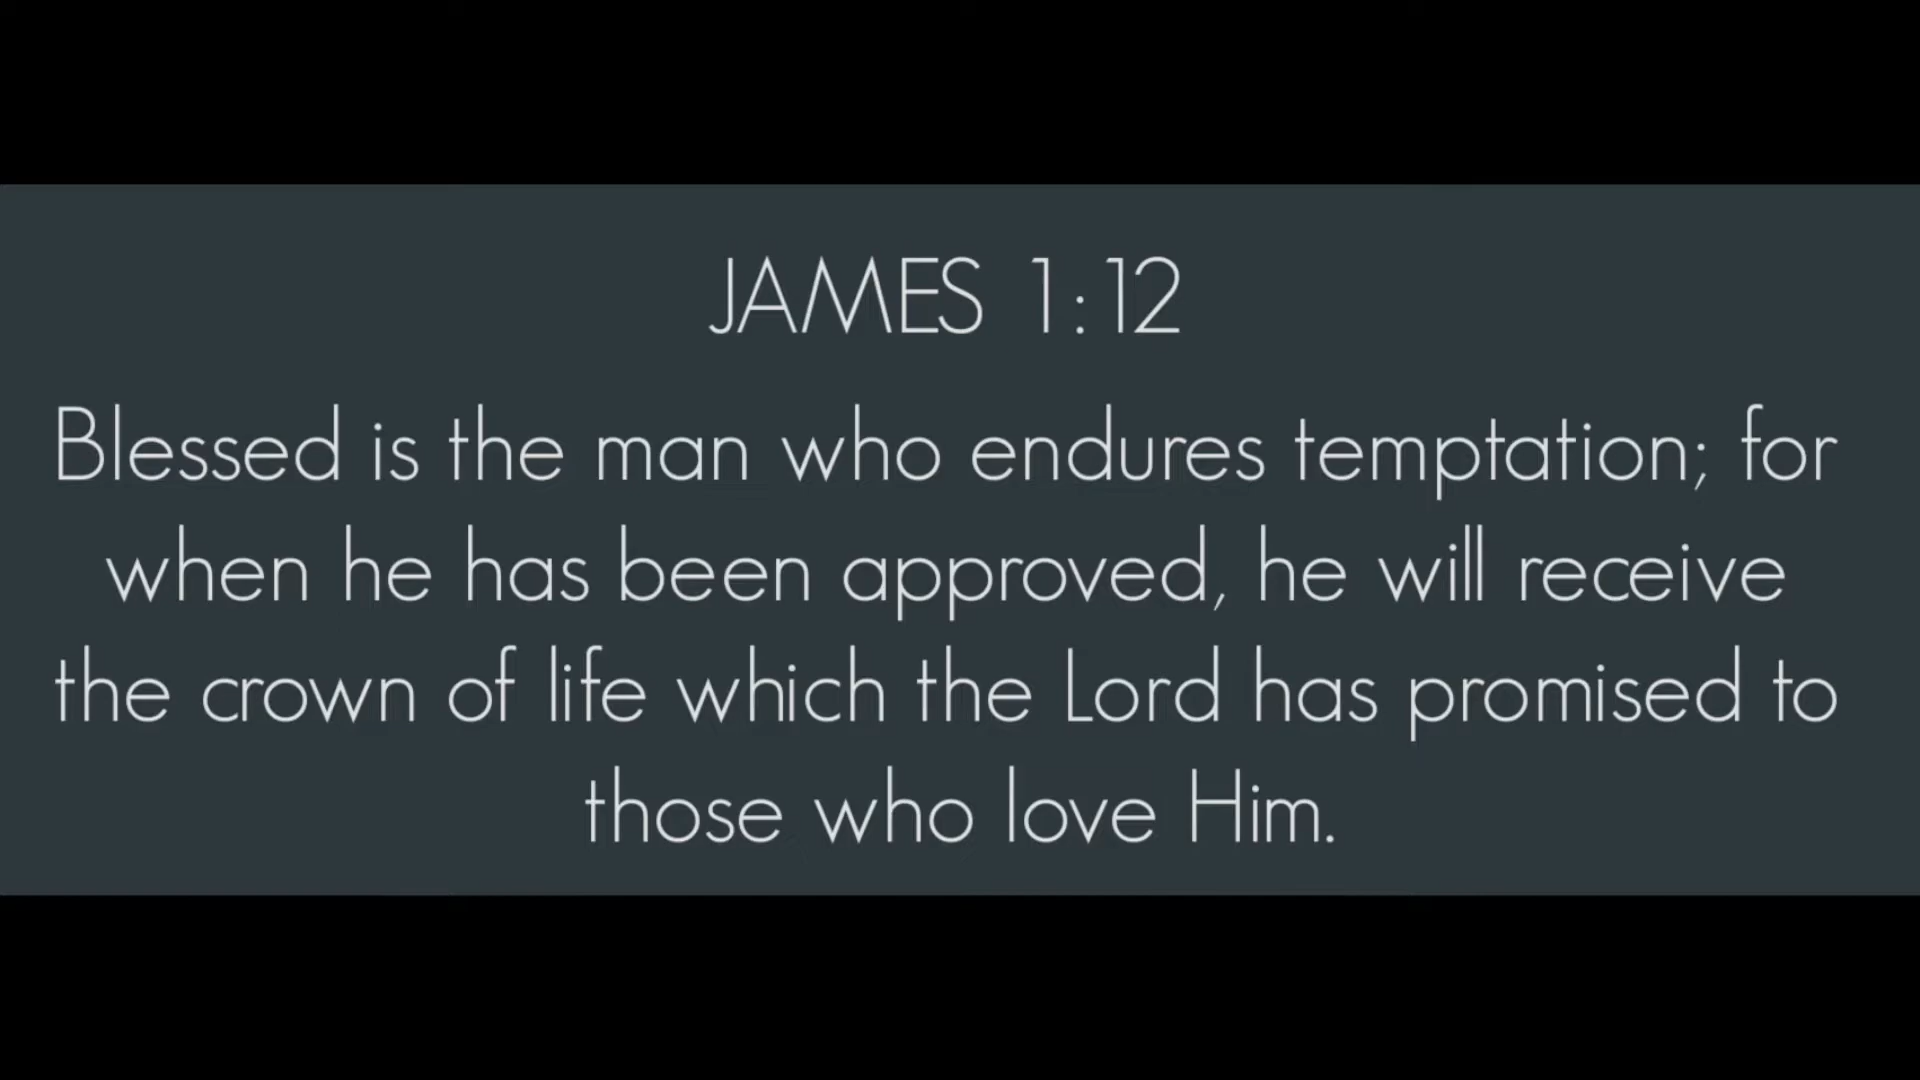 JAMES 1:12
Blessed is the man who endures temptation; for
when he has been approved, he will receive
the crown of life which the Lord has promised to
those who love Him.